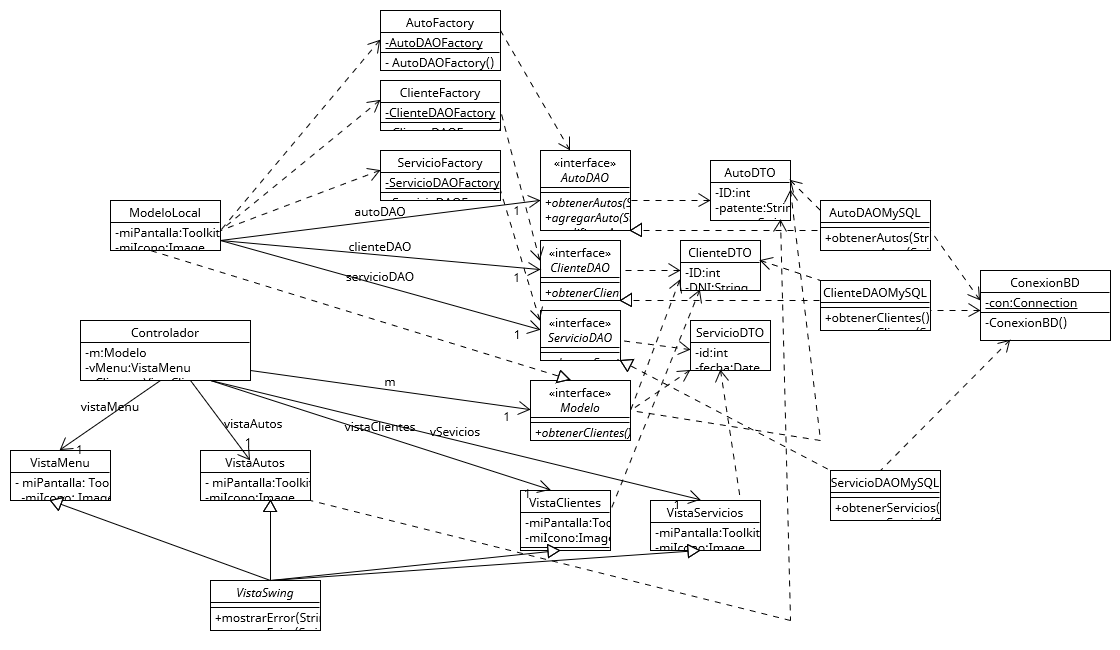 AutoFactory
-AutoDAOFactory
- AutoDAOFactory()
ClienteFactory
-ClienteDAOFactory
ServicioFactory
-ServicioDAOFactory
ModeloLocal
-miPantalla:Toolkit
-miIcono:Image
autoDAO
1
clienteDAO
1
servicioDAO
1
«interface»
AutoDAO
+obtenerAutos(S
+agregarAuto(S
«interface»
ClienteDAO
+obtenerClien
«interface»
ServicioDAO
«interface»
Modelo
+obtenerClientes()
AutoDTO
-ID:int
-patente:Strin
ClienteDTO
-ID:int
-DNI:String
ServicioDTO
-id:int
-fecha:Date
AutoDAOMySQL
+obtenerAutos(Str
ClienteDAOMySQL
+obtenerClientes()
ServicioDAOMySQL
+obtenerServicios(
ConexionBD
-con:Connection
-ConexionBD()
Controlador
-m:Modelo
-vMenu:VistaMenu
m
1
vistaMenu
1
vistaAutos
1
vistaClientes
1
vSevicios
1
VistaMenu
- miPantalla: Too
-miIcono: Image
VistaAutos
- miPantalla:Toolkit
-miIcono:Image
VistaClientes
-miPantalla:Too
-miIcono:Imag
VistaServicios
-miPantalla:Toolkit
-miIcono:Image
VistaSwing
+mostrarError(Stri